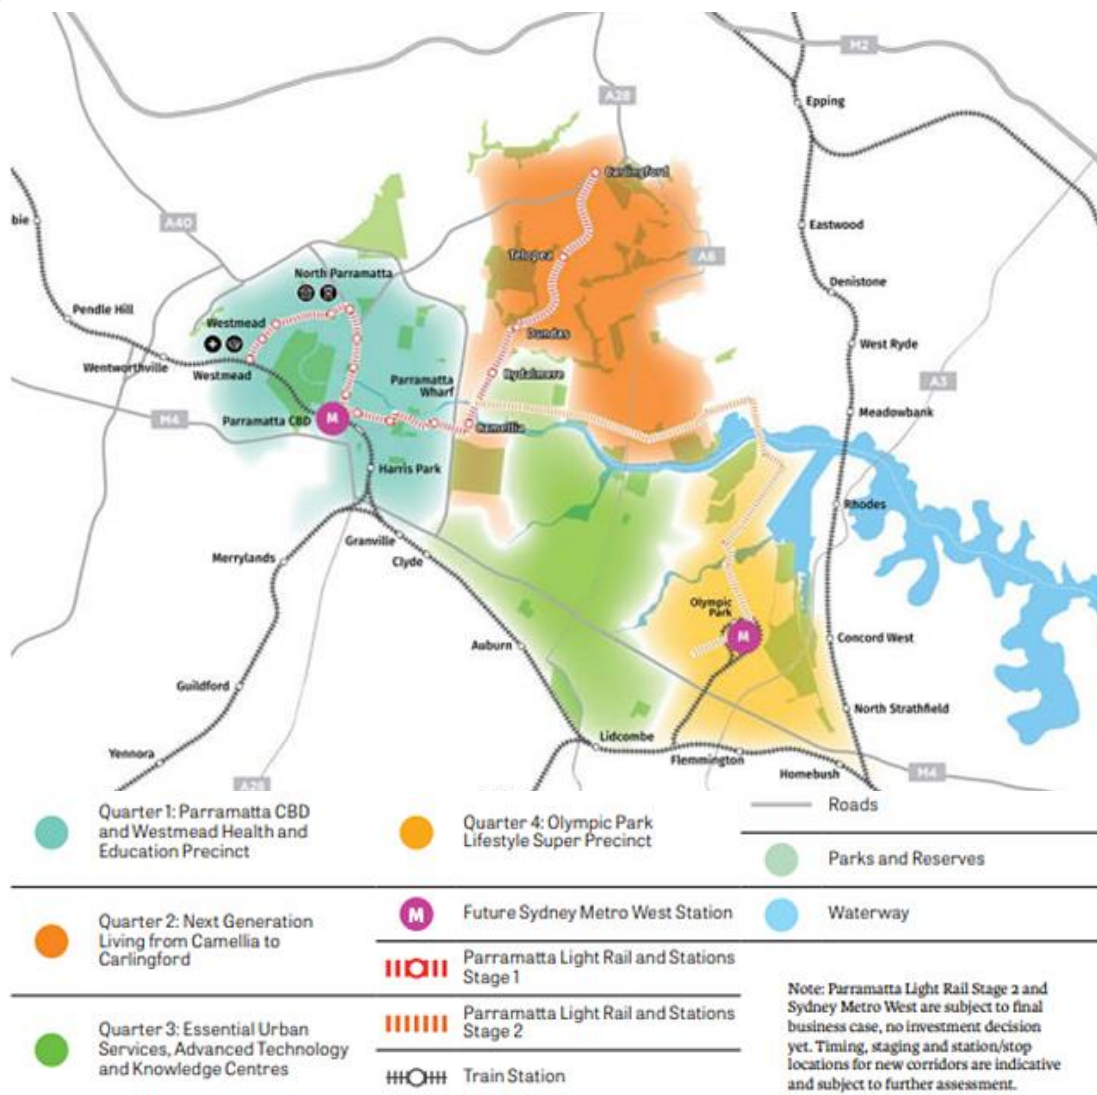 M2
Epping
A28
Carlingford
bie
A40
Eastwood
Telopea
A6
North Parramatta
Denistone
Pendle Hill
Westmead
Dundas
West Ryde
Wentworthville
Westmead
Rydalmere
Parramatta
Wharf
A3
M4
Parramatta CBD
M
Camellia
Meadowbank
Harris Park
Rhodes
Granville
Merrylands
Clyde
Olympic
Park
M
Auburn
Concord West
Guildford
North Strathfield
Lidcombe
Yennora
Flemmington
Homebush
M4
A28
Quarter 1: Parramatta CBD
and Westmead Health and
Education Precinct
Quarter 2: Next Generation
Living from Camellia to
Carlingford
Quarter 3: Essential Urban
Services, Advanced Technology
and Knowledge Centres
Quarter 4: Olympic Park
Lifestyle Super Precinct
M
Future Sydney Metro West Station
Parramatta Light Rail and Stations
Stage 1
Parramatta Light Rail and Stations
Stage 2
Train Station
Roads
Parks and Reserves
Waterway
Note: Parramatta Light Rail Stage 2 and
Sydney Metro West are subject to final
business case, no investment decision
yet. Timing, staging and station/stop
locations for new corridors are indicative
and subject to further assessment.